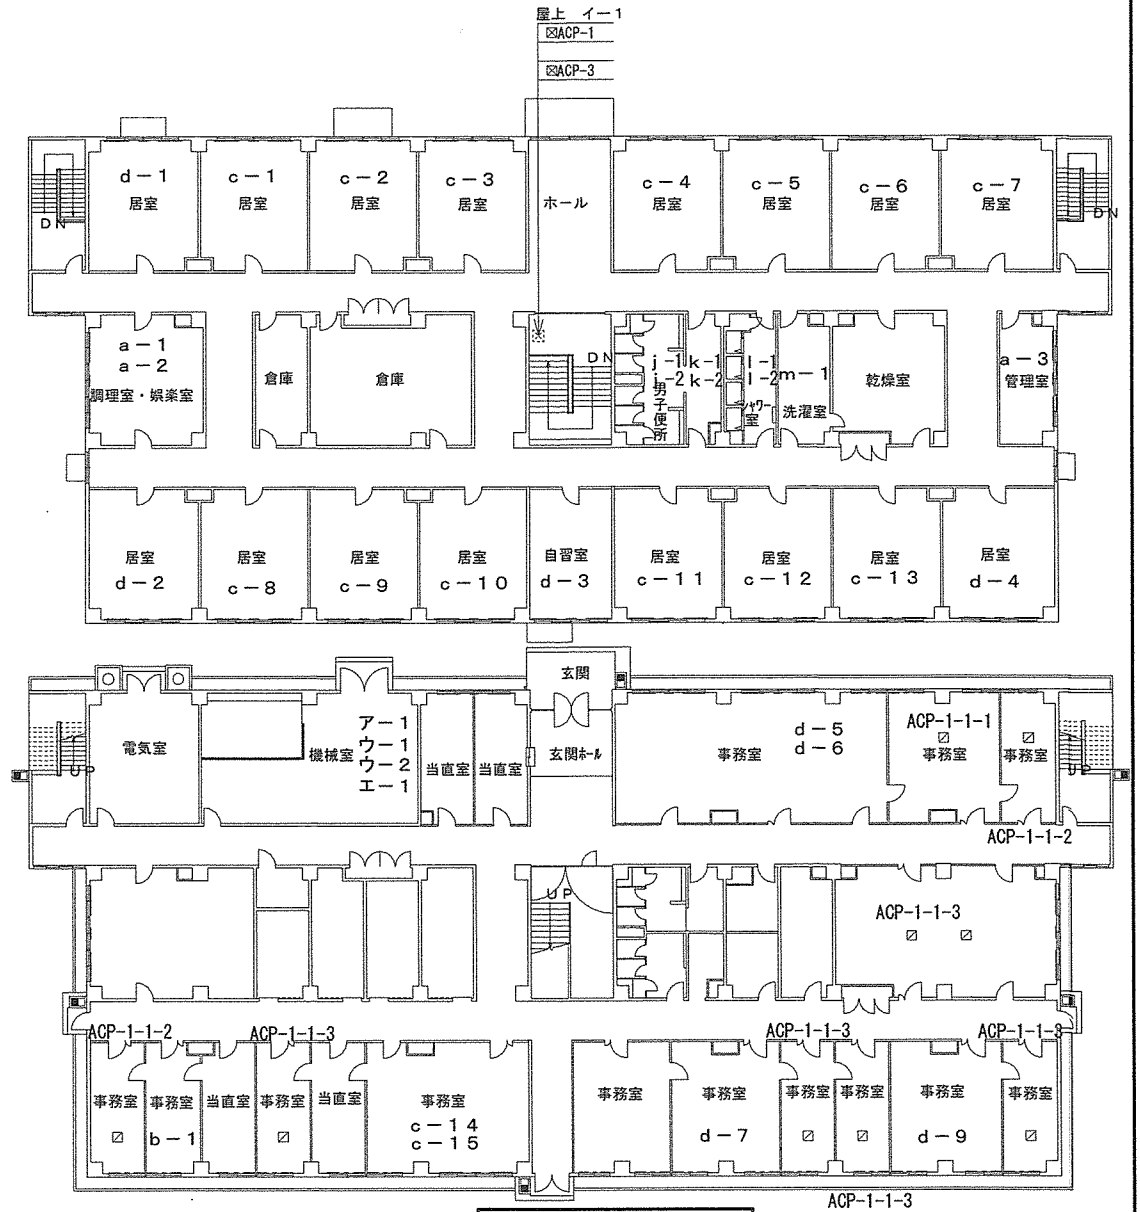 屋上 イー1
ACP-1
ACP-3
d－1
居室
c－1
居室
c－2
居室
c－3
居室
ホール
c－4
居室
c－5
居室
c－6
居室
c－7
居室
DN
DN
a－1
a－2
調理室・娯楽室
倉庫
倉庫
DN
j－1
j－2
男子便所
k－1
k－2
l－1
l－2
シャワー室
m－1
洗濯室
乾燥室
a－3
管理室
居室
d－2
居室
c－8
居室
c－9
居室
c－10
自習室
d－3
居室
c－11
居室
c－12
居室
c－13
居室
d－4
玄関
電気室
機械室
ア－1
ウ－1
ウ－2
エ－1
当直室
当直室
玄関ホール
事務室
d－5
d－6
ACP-1-1-1
事務室
事務室
UP
UP
ACP-1-1-2
UP
ACP-1-1-3
ACP-1-1-2
ACP-1-1-3
ACP-1-1-3
ACP-1-1-3
事務室
事務室
b－1
当直室
事務室
当直室
事務室
c－14
c－15
事務室
事務室
d－7
事務室
事務室
事務室
d－9
事務室
ACP-1-1-3